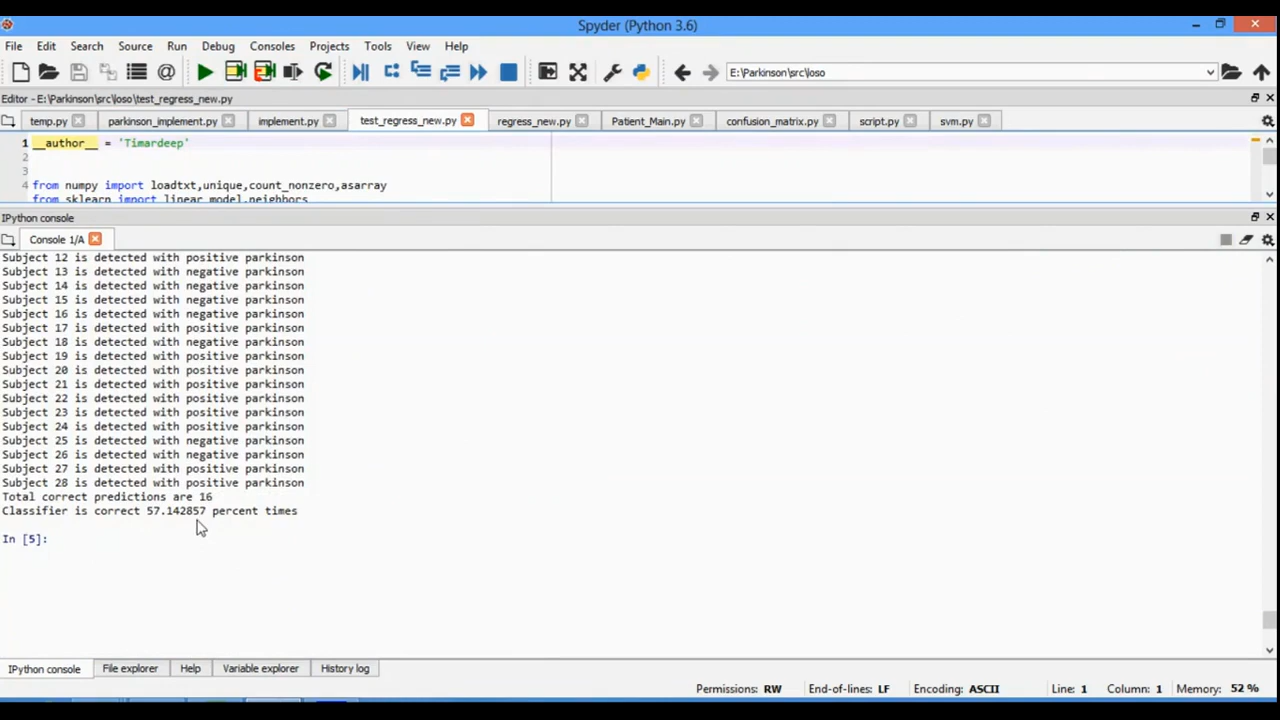 Spyder (Python 3.6)
File Edit Search Source Run Debug Consoles Projects Tools View Help
E:\Parkinson\src\loso
Editor - E:\Parkinson\src\loso\test_regress_new.py
temp.py parkinson_implement.py implement.py test_regress_new.py regress_new.py Patient_Main.py confusion_matrix.py script.py svm.py
1 __author__ = 'Timardeep'
2
3
4 from numpy import loadtxt,unique,count_nonzero,asarray
from sklearn import linear_model,neighbors
IPython console
Console 1/A
Subject 12 is detected with positive parkinson
Subject 13 is detected with negative parkinson
Subject 14 is detected with negative parkinson
Subject 15 is detected with negative parkinson
Subject 16 is detected with negative parkinson
Subject 17 is detected with positive parkinson
Subject 18 is detected with negative parkinson
Subject 19 is detected with positive parkinson
Subject 20 is detected with positive parkinson
Subject 21 is detected with positive parkinson
Subject 22 is detected with positive parkinson
Subject 23 is detected with positive parkinson
Subject 24 is detected with positive parkinson
Subject 25 is detected with negative parkinson
Subject 26 is detected with negative parkinson
Subject 27 is detected with positive parkinson
Subject 28 is detected with positive parkinson
Total correct predictions are 16
Classifier is correct 57.142857 percent times
In [5]:
IPython console File explorer Help Variable explorer History log
Permissions: RW End-of-lines: LF Encoding: ASCII Line: 1 Column: 1 Memory: 52 %